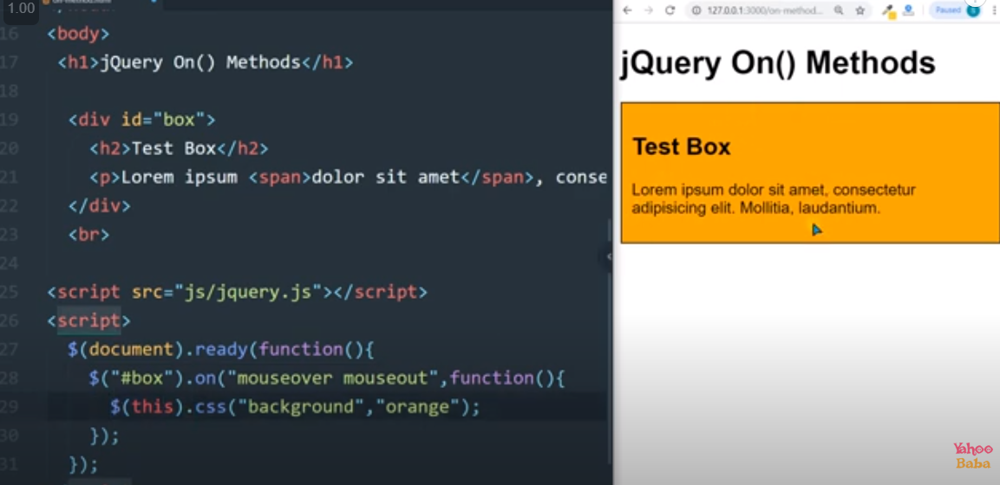 1.00
16 <body>
17 <h1>jQuery On() Methods</h1>
18
19 <div id="box">
20 <h2>Test Box</h2>
21 <p>Lorem ipsum <span>dolor sit amet</span>, conse
22 </div>
23 <br>
24
25 <script src="js/jquery.js"></script>
26 <script>
27 $(document).ready(function(){
28 $("#box").on("mouseover mouseout",function(){
29 $(this).css("background","orange");
30 });
31 });
127.0.0.1:3000/on-method...
Paused
jQuery On() Methods
Test Box
Lorem ipsum dolor sit amet, consectetur
adipisicing elit. Mollitia, laudantium.
Yahoo
Baba